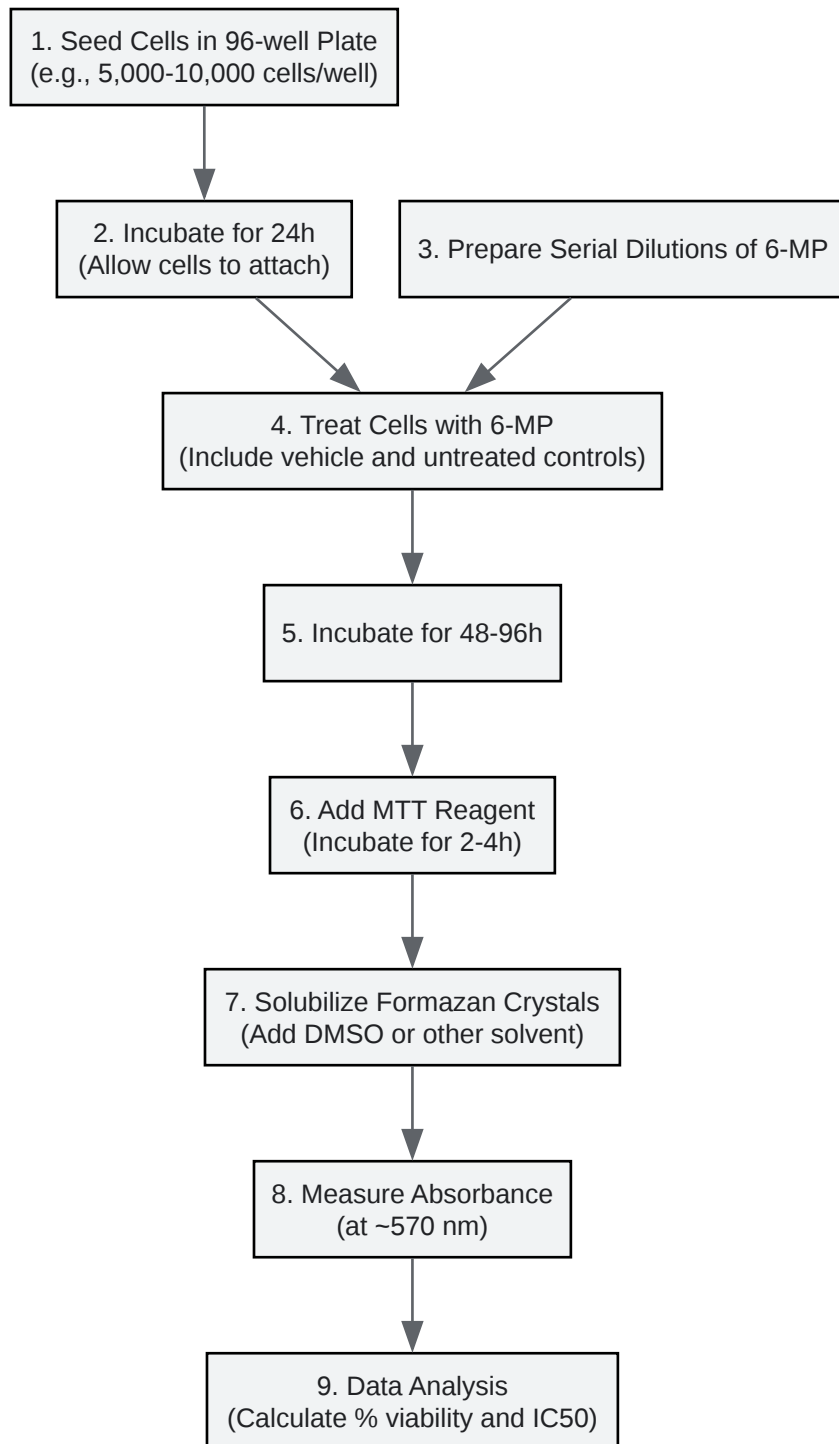 1. Seed Cells in 96-well Plate
(e.g., 5,000-10,000 cells/well)
2. Incubate for 24h
(Allow cells to attach)
3. Prepare Serial Dilutions of 6-MP
4. Treat Cells with 6-MP
(Include vehicle and untreated controls)
5. Incubate for 48-96h
6. Add MTT Reagent
(Incubate for 2-4h)
7. Solubilize Formazan Crystals
(Add DMSO or other solvent)
8. Measure Absorbance
(at ~570 nm)
9. Data Analysis
(Calculate % viability and IC50)